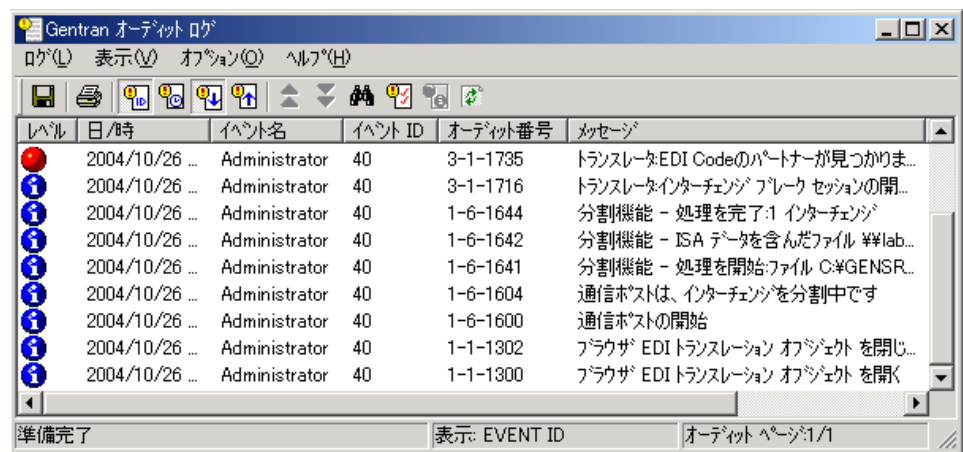 Gentran ｵｰﾃﾞｨｯﾄ ﾛｸﾞ
ﾛｸﾞ(L) 表示(V) ｵﾌﾟｼｮﾝ(O) ﾍﾙﾌﾟ(H)
ﾚﾍﾞﾙ 日/時 ｲﾍﾞﾝﾄ名 ｲﾍﾞﾝﾄ ID ｵｰﾃﾞｨｯﾄ番号 ﾒｯｾｰｼﾞ
2004/10/26 ... Administrator 40 3-1-1735 ﾄﾗﾝｽﾚｰﾀ:EDI Codeのﾊﾟｰﾄﾅｰが見つかりま...
2004/10/26 ... Administrator 40 3-1-1716 ﾄﾗﾝｽﾚｰﾀ:ｲﾝﾀｰﾁｪﾝｼﾞ ﾌﾞﾚｰｸ ｾｯｼｮﾝの開...
2004/10/26 ... Administrator 40 1-6-1644 分割機能 - 処理を完了:1 ｲﾝﾀｰﾁｪﾝｼﾞ
2004/10/26 ... Administrator 40 1-6-1642 分割機能 - ISA ﾃﾞｰﾀを含んだﾌｧｲﾙ ¥¥lab...
2004/10/26 ... Administrator 40 1-6-1641 分割機能 - 処理を開始:ﾌｧｲﾙ C:¥GENSR...
2004/10/26 ... Administrator 40 1-6-1604 通信ﾎﾟｽﾄは、ｲﾝﾀｰﾁｪﾝｼﾞを分割中です
2004/10/26 ... Administrator 40 1-6-1600 通信ﾎﾟｽﾄの開始
2004/10/26 ... Administrator 40 1-1-1302 ﾌﾞﾗｳｻﾞ EDI ﾄﾗﾝｽﾚｰｼｮﾝ ｵﾌﾞｼﾞｪｸﾄ を閉じ...
2004/10/26 ... Administrator 40 1-1-1300 ﾌﾞﾗｳｻﾞ EDI ﾄﾗﾝｽﾚｰｼｮﾝ ｵﾌﾞｼﾞｪｸﾄ を開く
準備完了 表示: EVENT ID ｵｰﾃﾞｨｯﾄ ﾍﾟｰｼﾞ:1/1